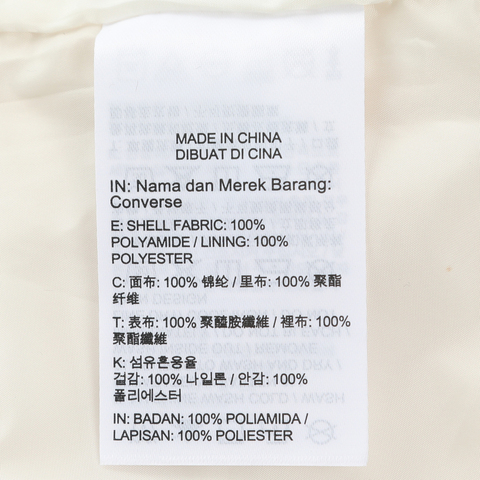 MADE IN CHINA
DIBUAT DI CINA
IN: Nama dan Merek Barang:
Converse
E: SHELL FABRIC: 100%
POLYAMIDE / LINING: 100%
POLYESTER
C: 面布: 100% 锦纶 / 里布: 100% 聚酯
纤维
T: 表布: 100% 聚醯胺纖維 / 裡布: 100%
聚酯纖維
K: 섬유혼용율
겉감: 100% 나일론 / 안감: 100%
폴리에스터
IN: BADAN: 100% POLIAMIDA /
LAPISAN: 100% POLIESTER